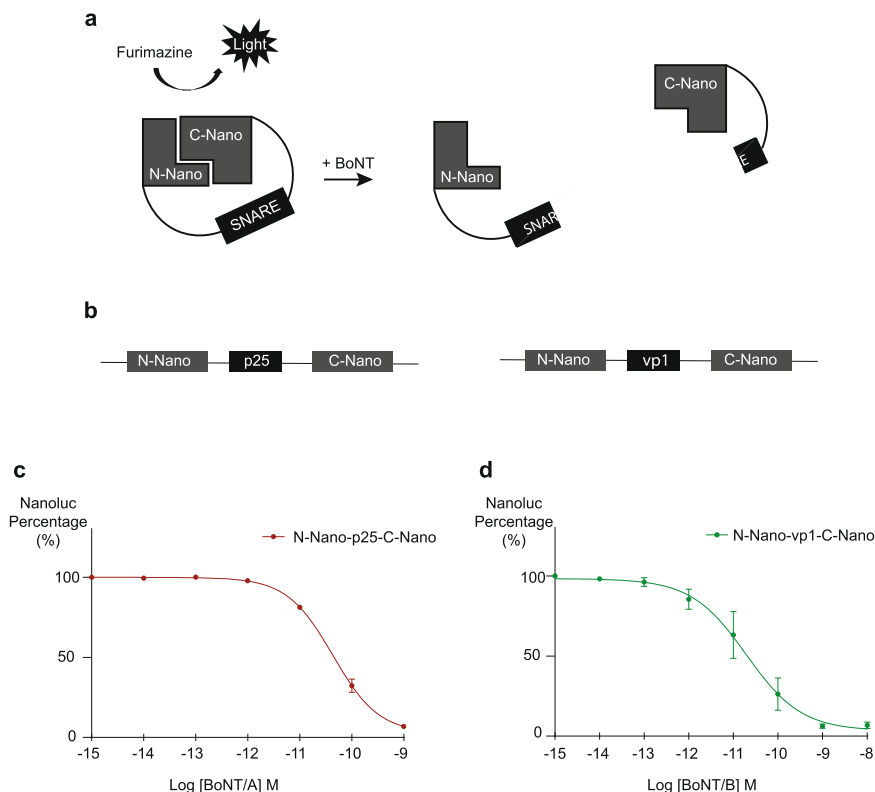 a
Furimazine
Light
C-Nano
N-Nano
SNARE
+ BoNT
N-Nano
SNAR
C-Nano
E
b
N-Nano p25 C-Nano
N-Nano vp1 C-Nano
c
Nanoluc
Percentage
(%)
N-Nano-p25-C-Nano
100
50
0
-15 -14 -13 -12 -11 -10 -9
Log [BoNT/A] M
d
Nanoluc
Percentage
(%)
N-Nano-vp1-C-Nano
100
50
0
-15 -14 -13 -12 -11 -10 -9 -8
Log [BoNT/B] M